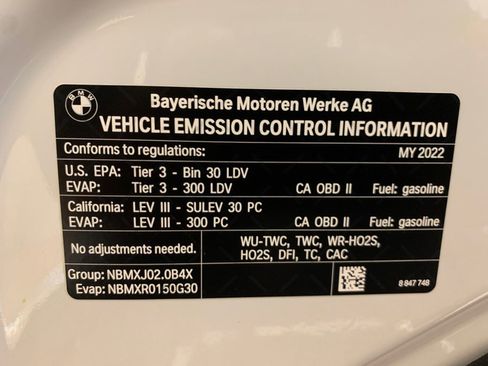 BMW
Bayerische Motoren Werke AG
VEHICLE EMISSION CONTROL INFORMATION
Conforms to regulations: MY 2022
U.S. EPA: Tier 3 - Bin 30 LDV
EVAP: Tier 3 - 300 LDV CA OBD II Fuel: gasoline
California: LEV III - SULEV 30 PC
EVAP: LEV III - 300 PC CA OBD II Fuel: gasoline
No adjustments needed.
WU-TWC, TWC, WR-HO2S,
HO2S, DFI, TC, CAC
Group: NBMXJ02.0B4X
Evap: NBMXR0150G30
8 847 748